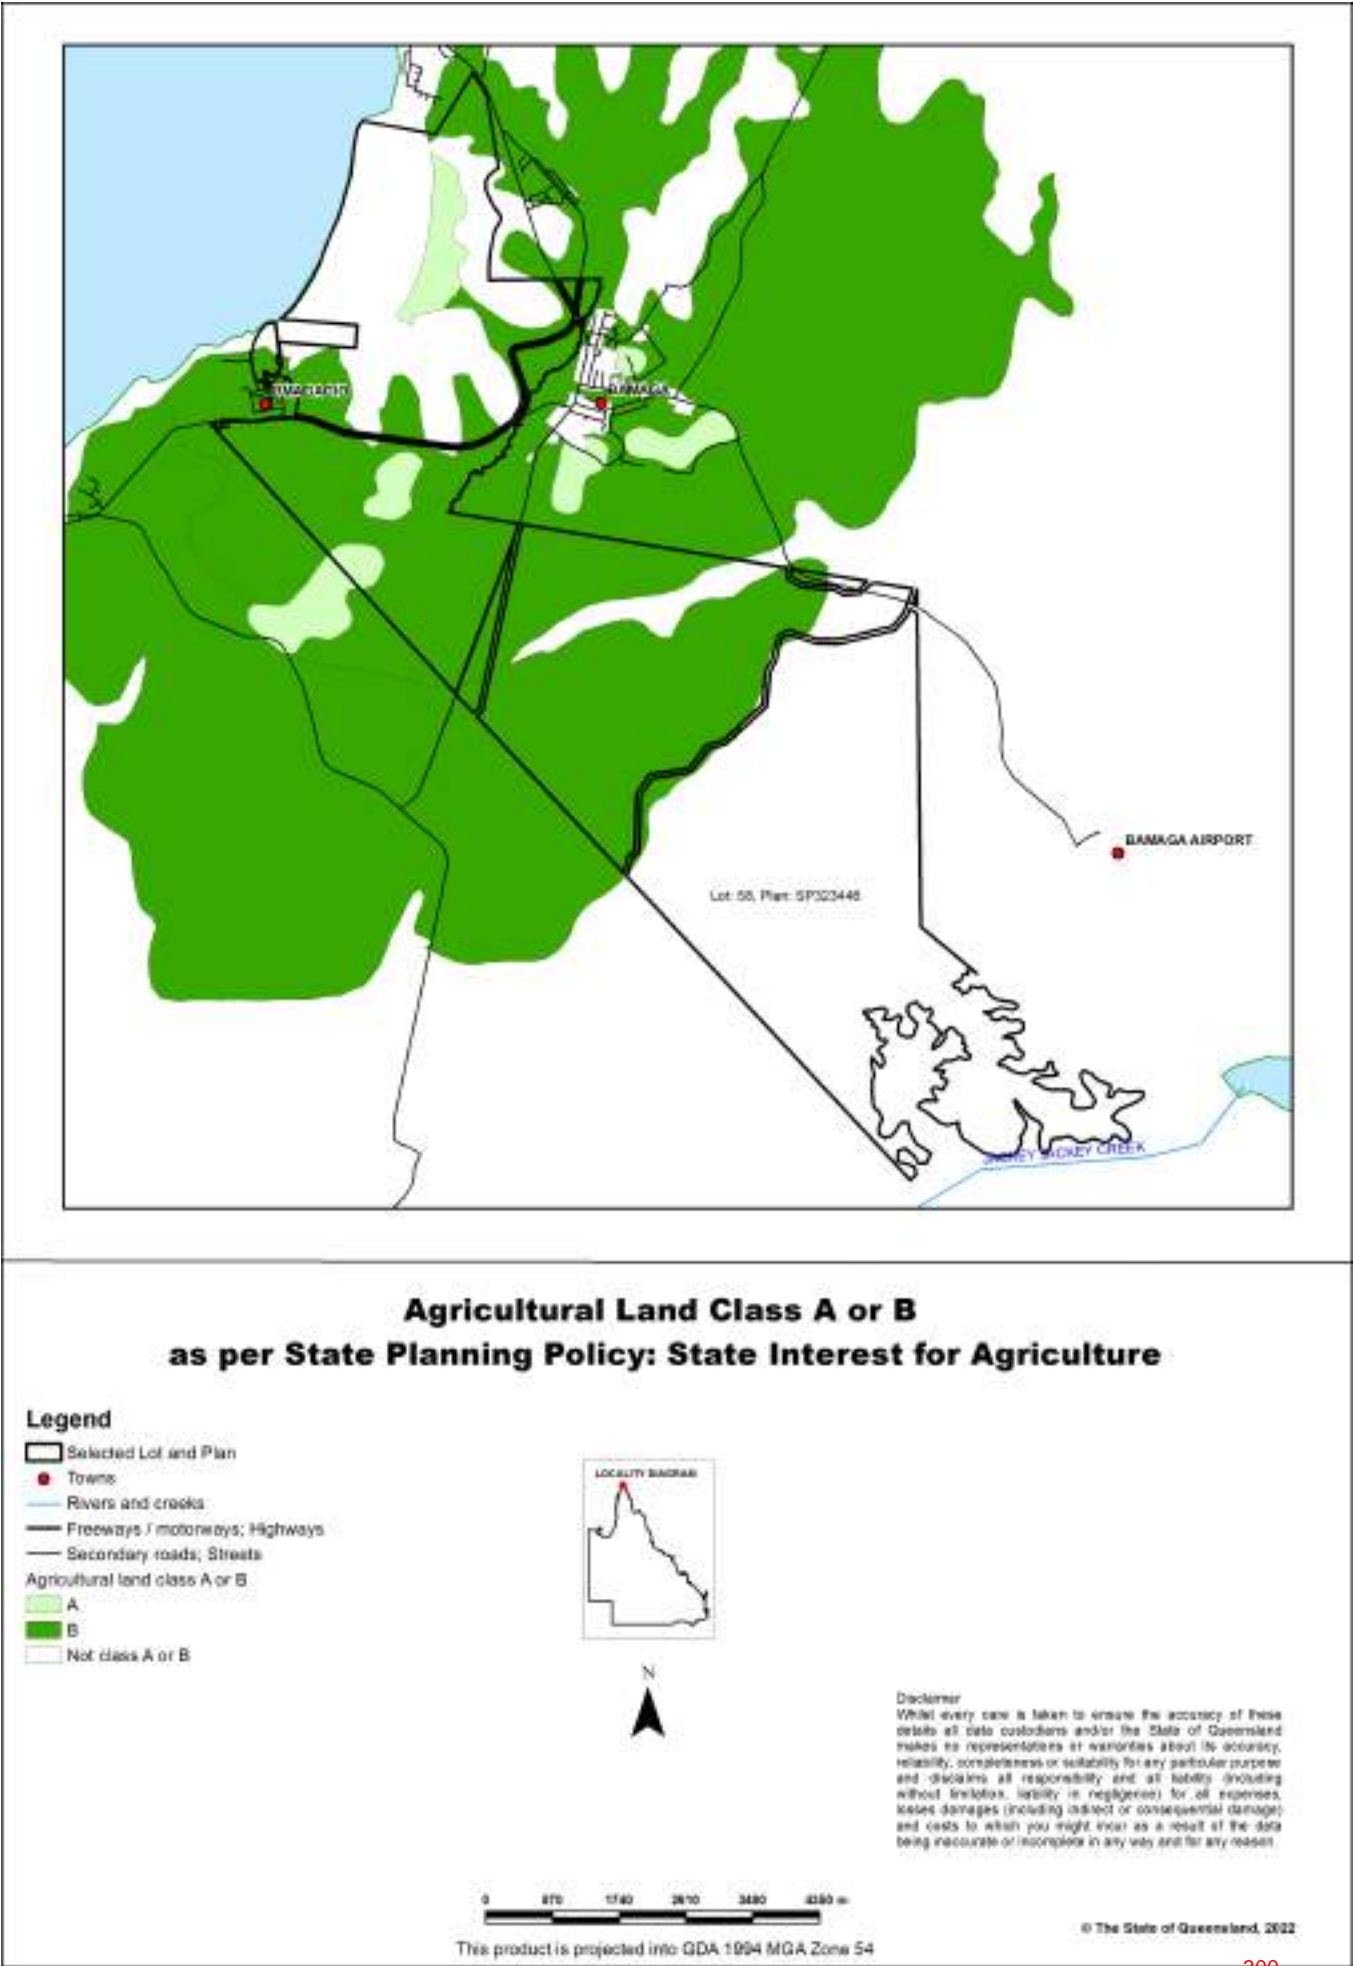 UMAGICO
BAMAGA
BAMAGA AIRPORT
Lot: 58, Plan: SP323446
JACKEY JACKEY CREEK
Agricultural Land Class A or B
as per State Planning Policy: State Interest for Agriculture
Legend
Selected Lot and Plan
Towns
Rivers and creeks
Freeways / motorways; Highways
Secondary roads; Streets
Agricultural land class A or B
A
B
Not class A or B
LOCALITY DIAGRAM
N
Disclaimer
Whilst every care is taken to ensure the accuracy of these
details all data custodians and/or the State of Queensland
makes no representations or warranties about its accuracy,
reliability, completeness or suitability for any particular purpose
and disclaims all responsibility and all liability (including
without limitation, liability in negligence) for all expenses,
losses damages (including indirect or consequential damage)
and costs to which you might incur as a result of the data
being inaccurate or incomplete in any way and for any reason.
0 870 1740 2610 3480 4350 m
© The State of Queensland, 2022
This product is projected into GDA 1994 MGA Zone 54